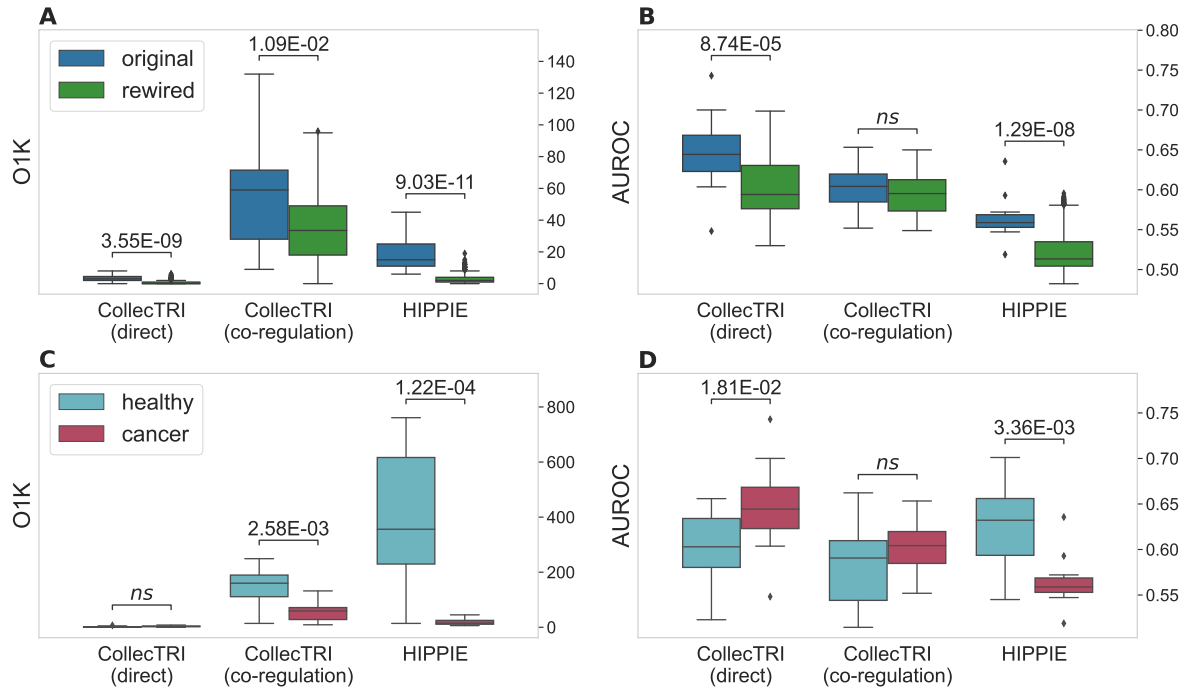 A
original
rewired
3.55E-09
1.09E-02
9.03E-11
O1K
140
120
100
80
60
40
20
0
CollecTRI
(direct)
CollecTRI
(co-regulation)
HIPPIE
B
8.74E-05
ns
1.29E-08
AUROC
0.80
0.75
0.70
0.65
0.60
0.55
0.50
CollecTRI
(direct)
CollecTRI
(co-regulation)
HIPPIE
C
healthy
cancer
ns
2.58E-03
1.22E-04
O1K
800
600
400
200
0
CollecTRI
(direct)
CollecTRI
(co-regulation)
HIPPIE
D
1.81E-02
ns
3.36E-03
AUROC
0.75
0.70
0.65
0.60
0.55
CollecTRI
(direct)
CollecTRI
(co-regulation)
HIPPIE